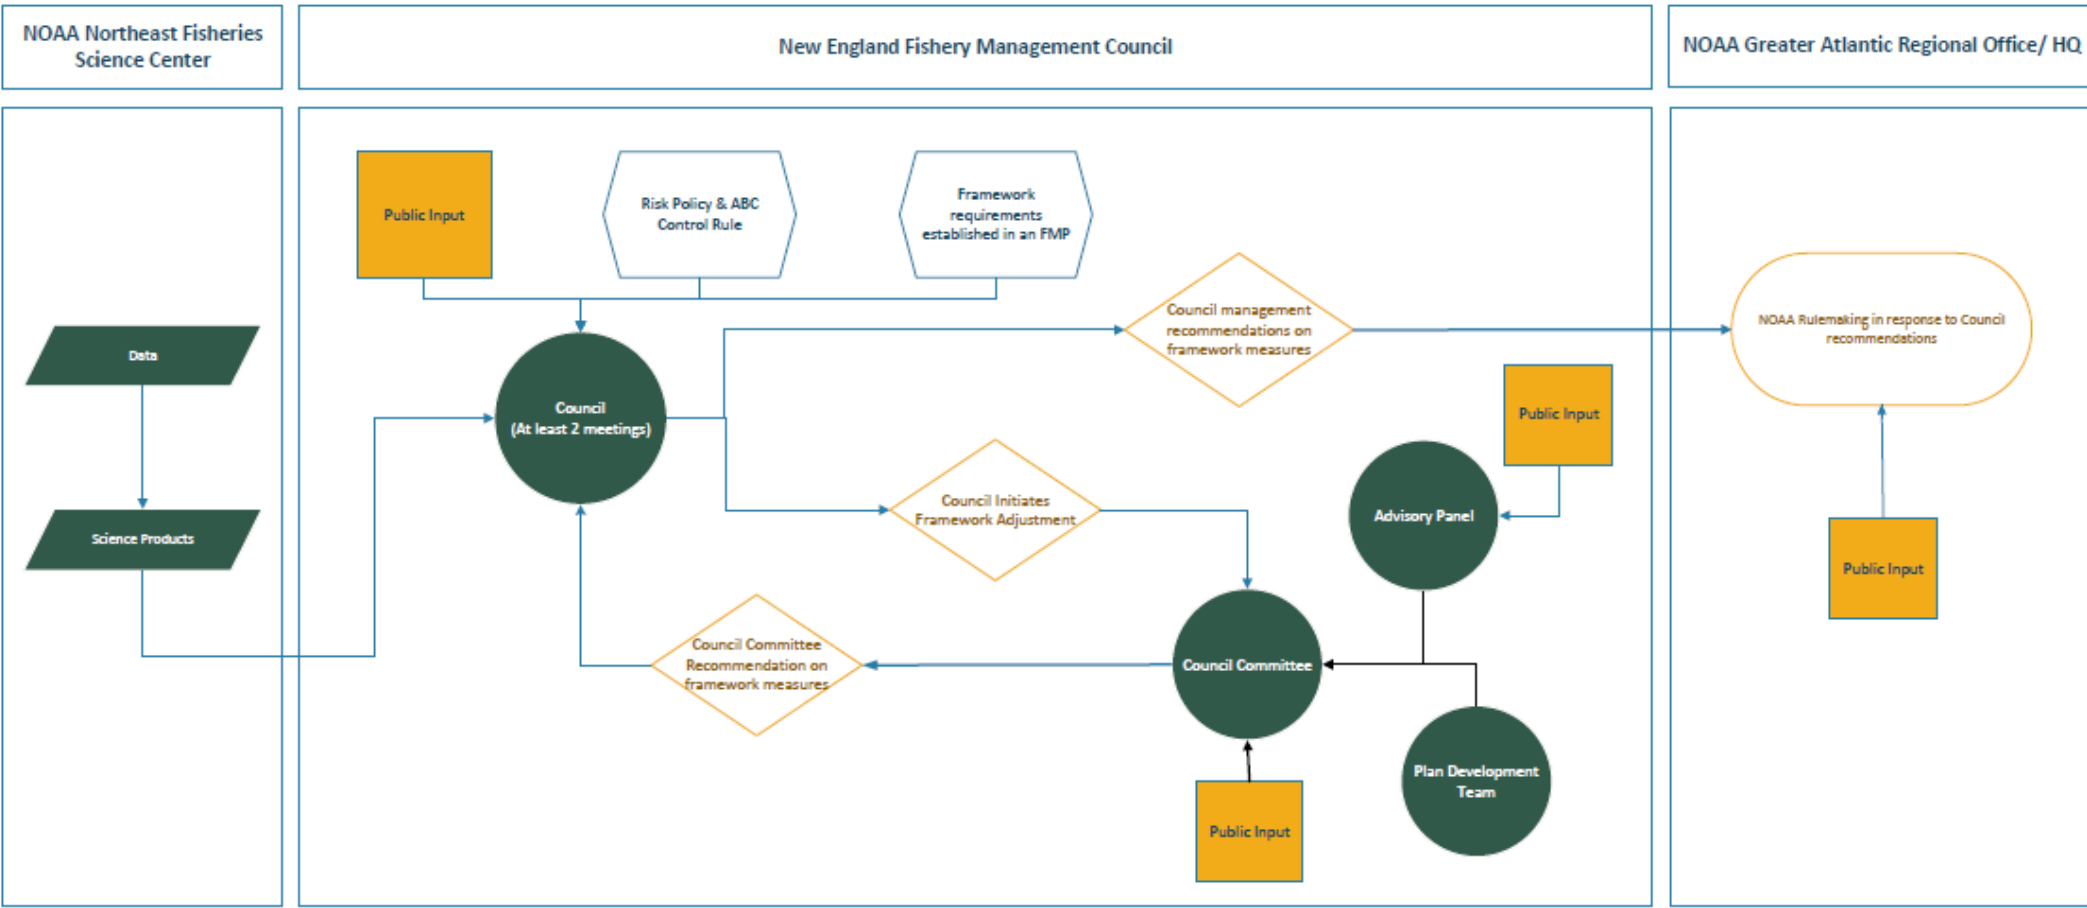 NOAA Northeast Fisheries
Science Center
New England Fishery Management Council
NOAA Greater Atlantic Regional Office/ HQ
Public Input
Risk Policy & ABC
Control Rule
Framework
requirements
established in an FMP
Data
Science Products
Council
(At least 2 meetings)
Council management
recommendations on
framework measures
NOAA Rulemaking in response to Council
recommendations
Public Input
Advisory Panel
Council Initiates
Framework Adjustment
Public Input
Council Committee
Recommendation on
framework measures
Council Committee
Plan Development
Team
Public Input